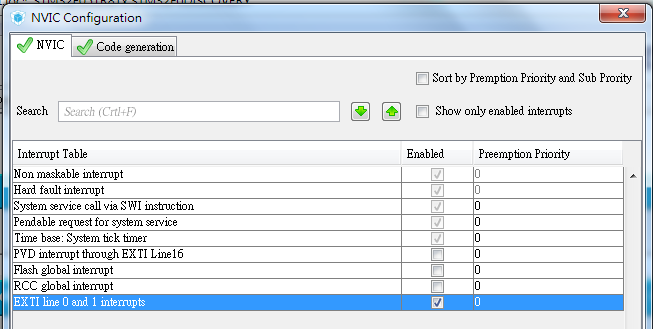 NVIC Configuration
NVIC
Code generation
Sort by Premption Priority and Sub Prority
Search
Search (Crtl+F)
Show only enabled interrupts
Interrupt Table Enabled Preemption Priority
Non maskable interrupt 0
Hard fault interrupt 0
System service call via SWI instruction 0
Pendable request for system service 0
Time base: System tick timer 0
PVD interrupt through EXTI Line16 0
Flash global interrupt 0
RCC global interrupt 0
EXTI line 0 and 1 interrupts 0